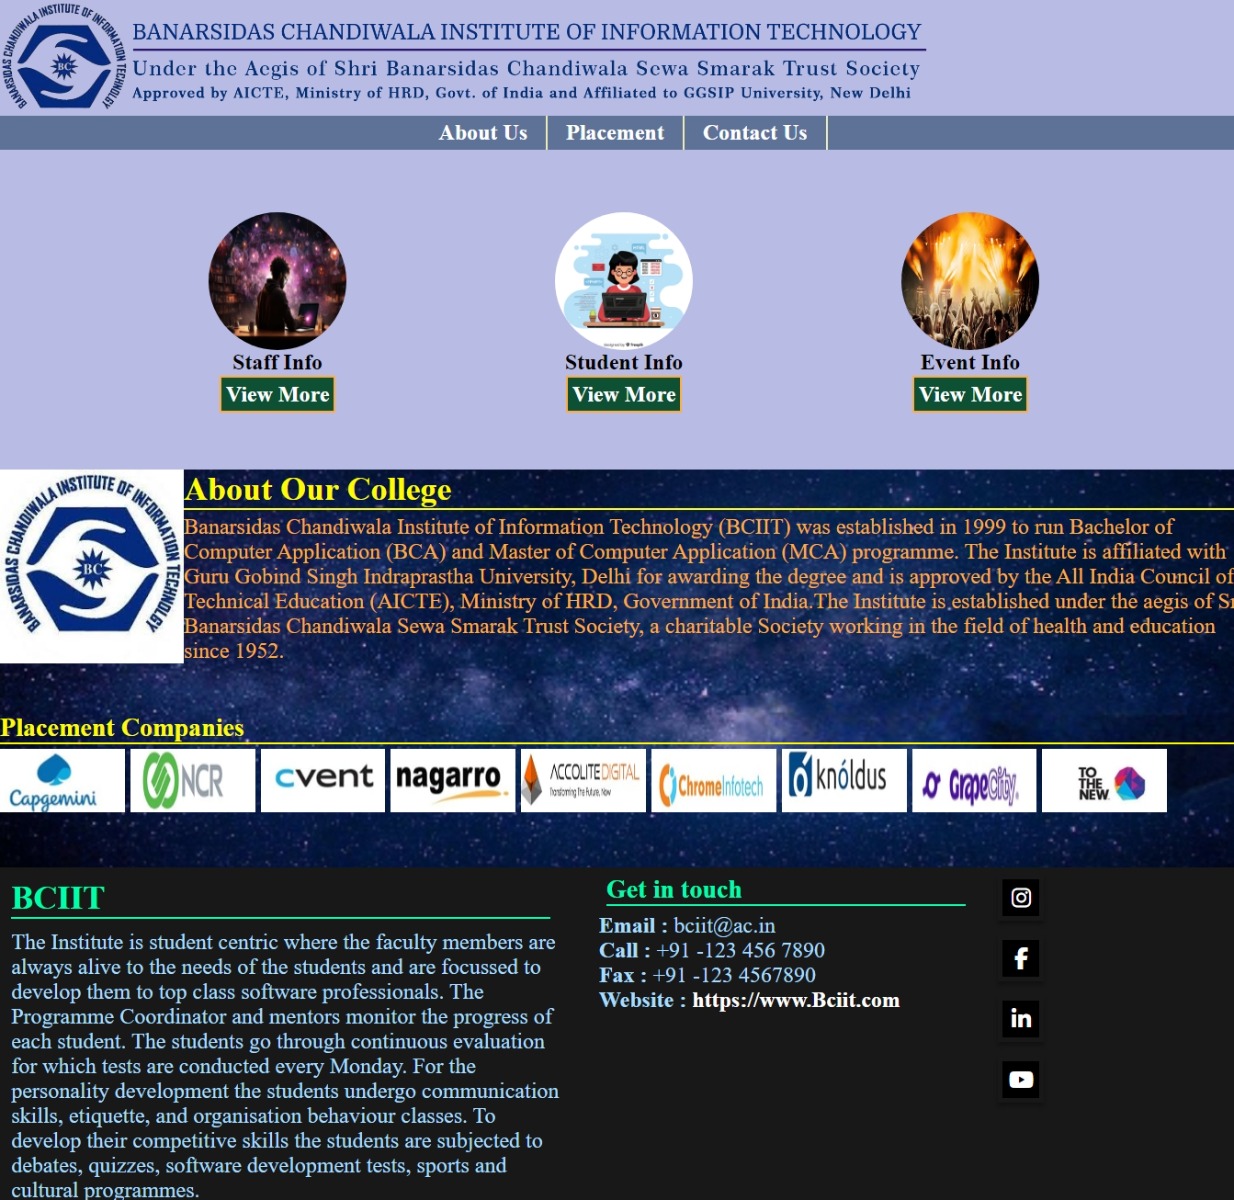 BANARSIDAS CHANDIWALA INSTITUTE OF INFORMATION TECHNOLOGY
BC
BANARSIDAS CHANDIWALA INSTITUTE OF INFORMATION TECHNOLOGY
Under the Aegis of Shri Banarsidas Chandiwala Sewa Smarak Trust Society
Approved by AICTE, Ministry of HRD, Govt. of India and Affiliated to GGSIP University, New Delhi
About Us
Placement
Contact Us
Staff Info
Student Info
Event Info
View More
View More
View More
BANARSIDAS CHANDIWALA INSTITUTE OF INFORMATION TECHNOLOGY
BC
About Our College
Banarsidas Chandiwala Institute of Information Technology (BCIIT) was established in 1999 to run Bachelor of
Computer Application (BCA) and Master of Computer Application (MCA) programme. The Institute is affiliated with
Guru Gobind Singh Indraprastha University, Delhi for awarding the degree and is approved by the All India Council of
Technical Education (AICTE), Ministry of HRD, Government of India.The Institute is established under the aegis of
Banarsidas Chandiwala Sewa Smarak Trust Society, a charitable Society working in the field of health and education
since 1952.
Placement Companies
Capgemini
NCR
cvent
nagarro
ACCOLITE DIGITAL
Transforming The Future, Now
ChromeInfotech
knóldus
GrapeCity.
TO
THE
NEW
BCIIT
The Institute is student centric where the faculty members are
always alive to the needs of the students and are focussed to
develop them to top class software professionals. The
Programme Coordinator and mentors monitor the progress of
each student. The students go through continuous evaluation
for which tests are conducted every Monday. For the
personality development the students undergo communication
skills, etiquette, and organisation behaviour classes. To
develop their competitive skills the students are subjected to
debates, quizzes, software development tests, sports and
cultural programmes.
Get in touch
Email : bciit@ac.in
Call : +91 -123 456 7890
Fax : +91 -123 4567890
Website : https://www.Bciit.com
in